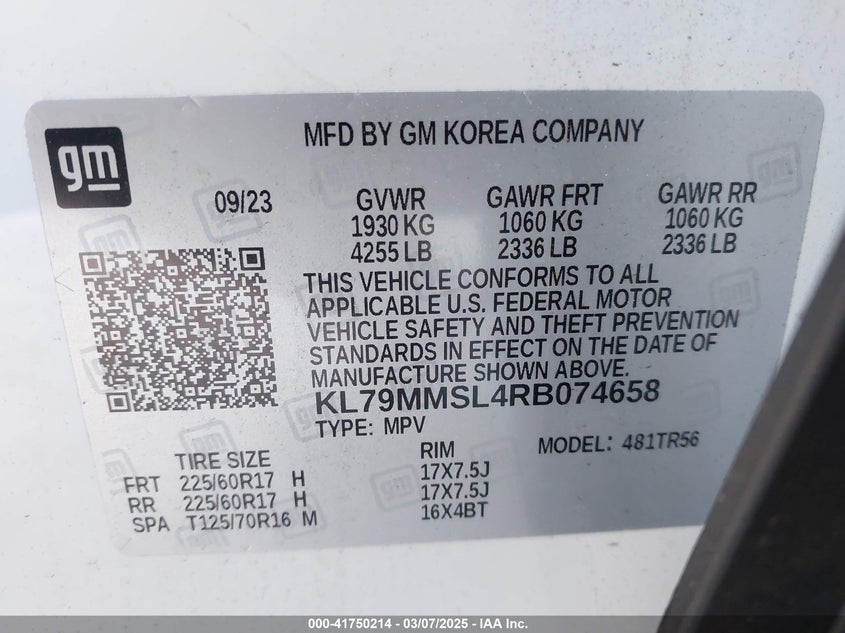 gm
MFD BY GM KOREA COMPANY
09/23 GVWR GAWR FRT GAWR RR
1930 KG 1060 KG 1060 KG
4255 LB 2336 LB 2336 LB
THIS VEHICLE CONFORMS TO ALL
APPLICABLE U.S. FEDERAL MOTOR
VEHICLE SAFETY AND THEFT PREVENTION
STANDARDS IN EFFECT ON THE DATE OF
MANUFACTURE SHOWN ABOVE.
KL79MMSL4RB074658
TYPE: MPV MODEL: 481TR56
TIRE SIZE RIM
FRT 225/60R17 H 17X7.5J
RR 225/60R17 H 17X7.5J
SPA T125/70R16 M 16X4BT
000-41750214 - 03/07/2025 - IAA Inc.